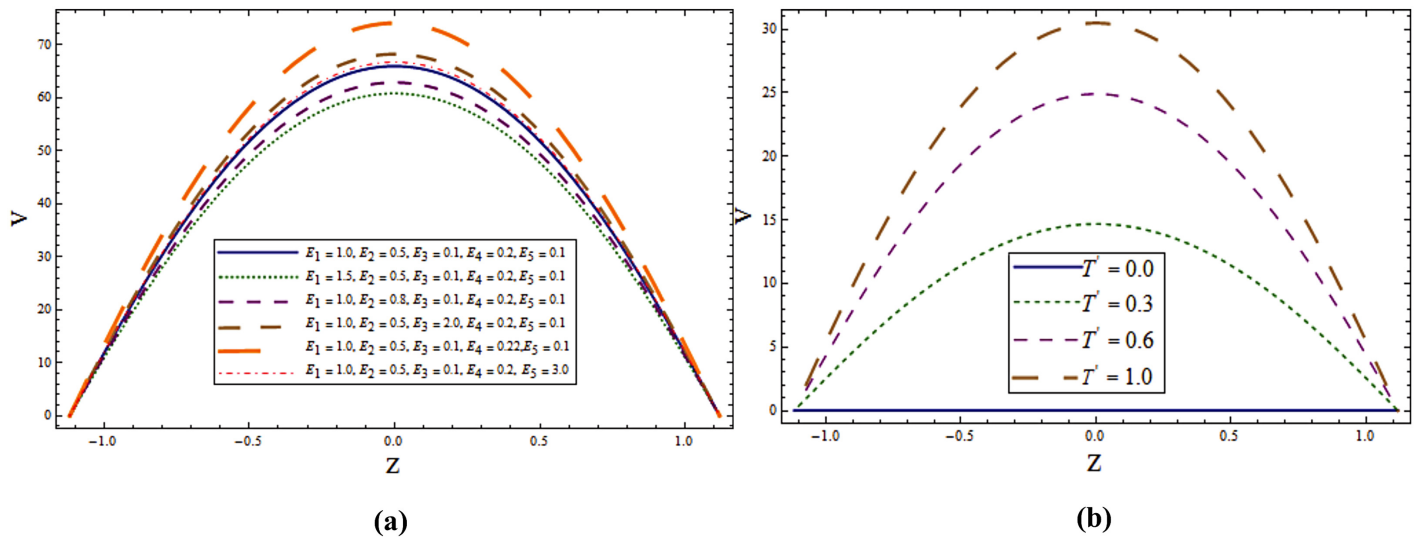 70
60
50
40
30
20
10
0
V
E1 = 1.0, E2 = 0.5, E3 = 0.1, E4 = 0.2, E5 = 0.1
E1 = 1.5, E2 = 0.5, E3 = 0.1, E4 = 0.2, E5 = 0.1
E1 = 1.0, E2 = 0.8, E3 = 0.1, E4 = 0.2, E5 = 0.1
E1 = 1.0, E2 = 0.5, E3 = 2.0, E4 = 0.2, E5 = 0.1
E1 = 1.0, E2 = 0.5, E3 = 0.1, E4 = 0.22, E5 = 0.1
E1 = 1.0, E2 = 0.5, E3 = 0.1, E4 = 0.2, E5 = 3.0
−1.0 −0.5 0.0 0.5 1.0
Z
(a)
30
25
20
15
10
5
0
V
T' = 0.0
T' = 0.3
T' = 0.6
T' = 1.0
−1.0 −0.5 0.0 0.5 1.0
Z
(b)